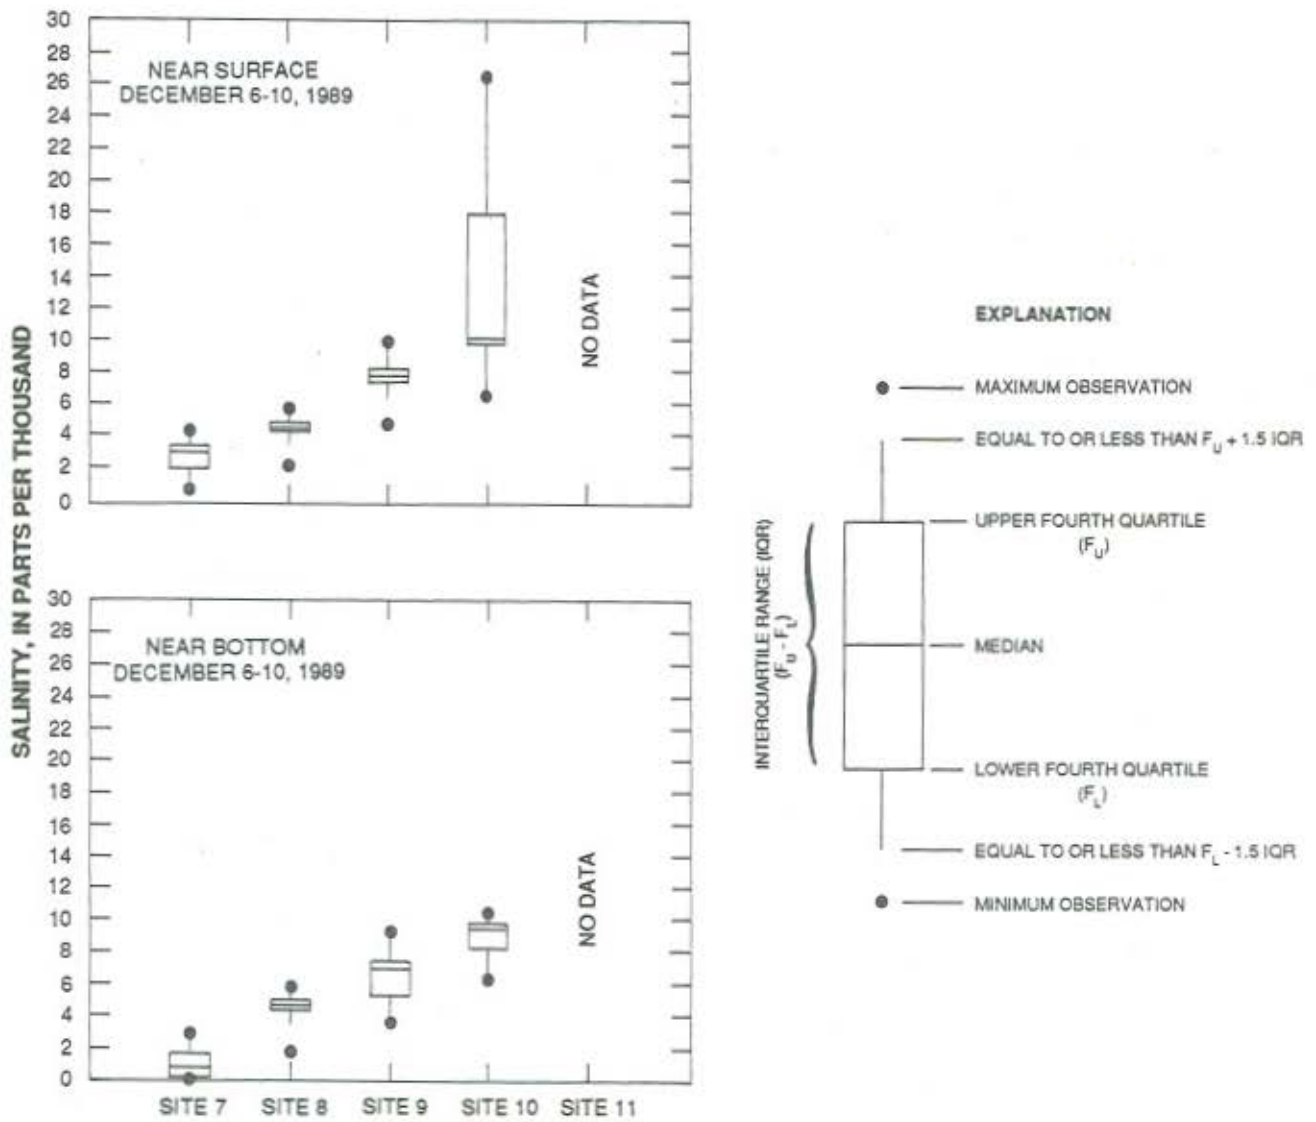 SALINITY, IN PARTS PER THOUSAND
30
28
26
24
22
20
18
16
14
12
10
8
6
4
2
0
NEAR SURFACE
DECEMBER 6-10, 1989
NO DATA
30
28
26
24
22
20
18
16
14
12
10
8
6
4
2
0
NEAR BOTTOM
DECEMBER 6-10, 1989
NO DATA
SITE 7
SITE 8
SITE 9
SITE 10
SITE 11
EXPLANATION
MAXIMUM OBSERVATION
EQUAL TO OR LESS THAN FU + 1.5 IQR
UPPER FOURTH QUARTILE
(FU)
INTERQUARTILE RANGE (IQR)
(FU - FL)
MEDIAN
LOWER FOURTH QUARTILE
(FL)
EQUAL TO OR LESS THAN FL - 1.5 IQR
MINIMUM OBSERVATION